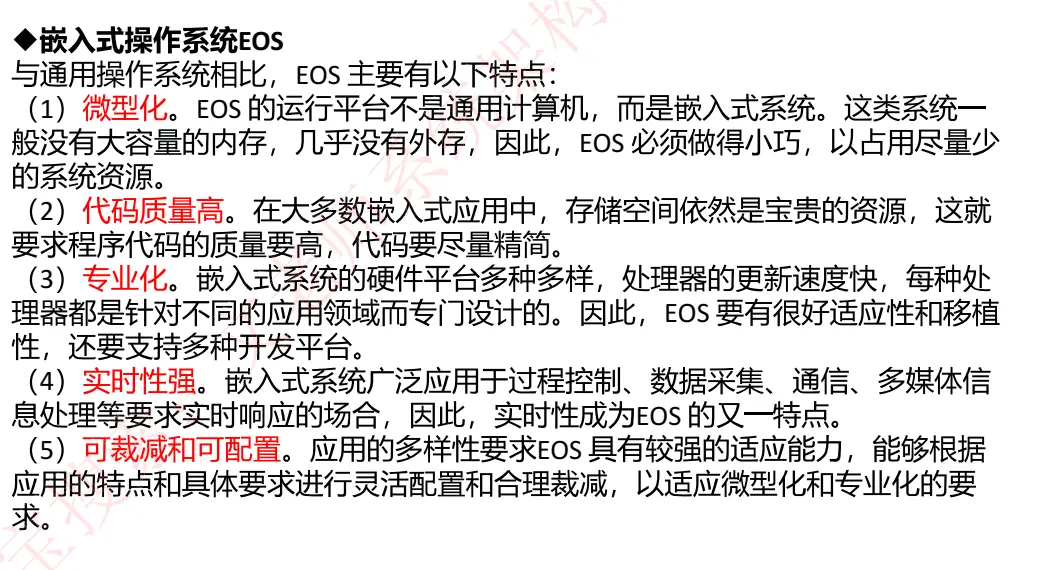 ◆嵌入式操作系统EOS
与通用操作系统相比，EOS 主要有以下特点：
（1）微型化。EOS 的运行平台不是通用计算机，而是嵌入式系统。这类系统一
般没有大容量的内存，几乎没有外存，因此，EOS 必须做得小巧，以占用尽量少
的系统资源。
（2）代码质量高。在大多数嵌入式应用中，存储空间依然是宝贵的资源，这就
要求程序代码的质量要高，代码要尽量精简。
（3）专业化。嵌入式系统的硬件平台多种多样，处理器的更新速度快，每种处
理器都是针对不同的应用领域而专门设计的。因此，EOS 要有很好适应性和移植
性，还要支持多种开发平台。
（4）实时性强。嵌入式系统广泛应用于过程控制、数据采集、通信、多媒体信
息处理等要求实时响应的场合，因此，实时性成为EOS 的又一特点。
（5）可裁减和可配置。应用的多样性要求EOS 具有较强的适应能力，能够根据
应用的特点和具体要求进行灵活配置和合理裁减，以适应微型化和专业化的要
求。